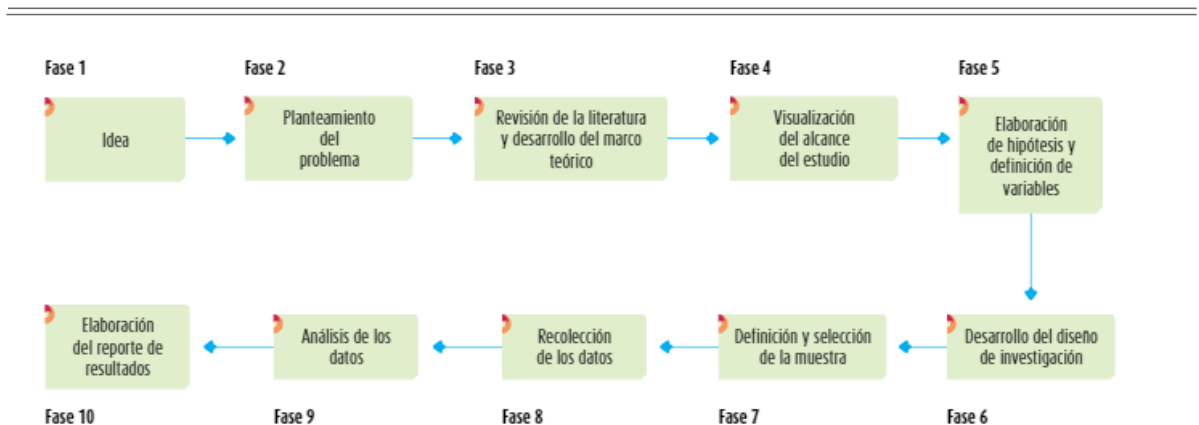 Fase 1
Fase 2
Fase 3
Fase 4
Fase 5
Idea
Planteamiento
del
problema
Revisión de la literatura
y desarrollo del marco
teórico
Visualización
del alcance
del estudio
Elaboración
de hipótesis y
definición de
variables
Elaboración
del reporte de
resultados
Análisis de los
datos
Recolección
de los datos
Definición y selección
de la muestra
Desarrollo del diseño
de investigación
Fase 10
Fase 9
Fase 8
Fase 7
Fase 6